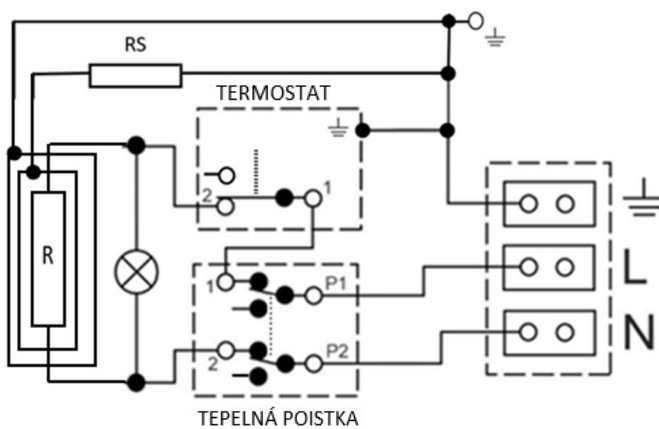 RS
TERMOSTAT
2
1
R
1
P1
L
2
P2
N
TEPELNÁ POISTKA